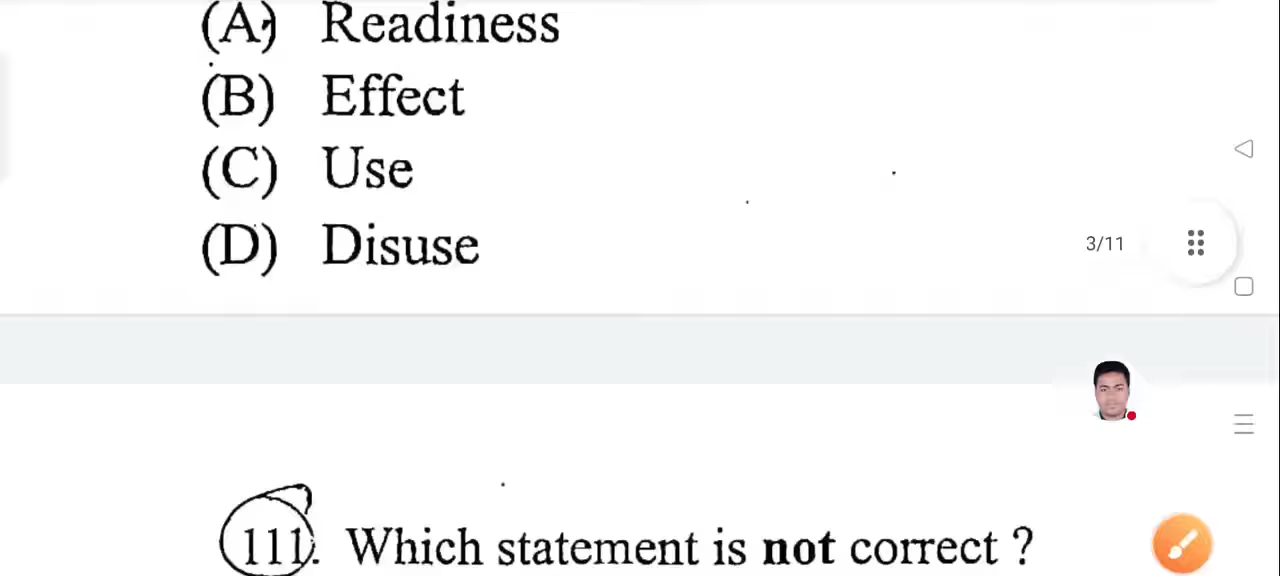 (A) Readiness
(B) Effect
(C) Use
(D) Disuse
3/11
111. Which statement is not correct ?